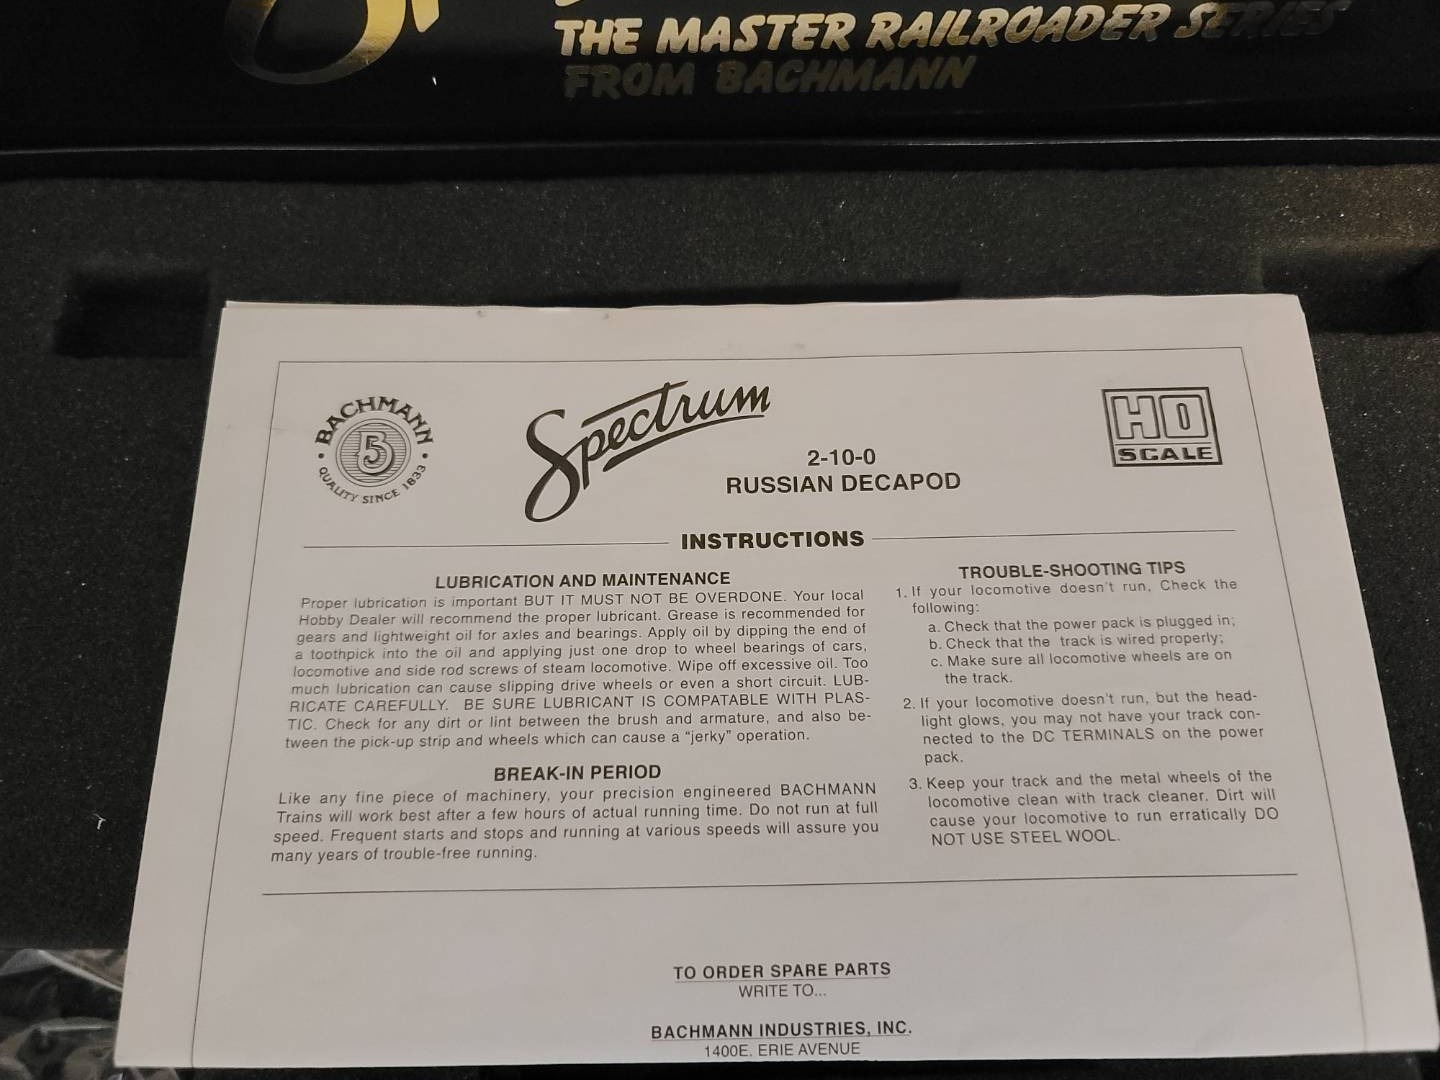 THE MASTER RAILROADER SERIES
FROM BACHMANN
BACHMANN
B
QUALITY SINCE 1833
Spectrum
HO
SCALE
2-10-0
RUSSIAN DECAPOD
INSTRUCTIONS
LUBRICATION AND MAINTENANCE
Proper lubrication is important BUT IT MUST NOT BE OVERDONE. Your local
Hobby Dealer will recommend the proper lubricant. Grease is recommended for
gears and lightweight oil for axles and bearings. Apply oil by dipping the end of
a toothpick into the oil and applying just one drop to wheel bearings of cars,
locomotive and side rod screws of steam locomotive. Wipe off excessive oil. Too
much lubrication can cause slipping drive wheels or even a short circuit. LUB-
RICATE CAREFULLY. BE SURE LUBRICANT IS COMPATABLE WITH PLAS-
TIC. Check for any dirt or lint between the brush and armature, and also be-
tween the pick-up strip and wheels which can cause a "jerky" operation.
BREAK-IN PERIOD
Like any fine piece of machinery, your precision engineered BACHMANN
Trains will work best after a few hours of actual running time. Do not run at full
speed. Frequent starts and stops and running at various speeds will assure you
many years of trouble-free running.
TROUBLE-SHOOTING TIPS
1. If your locomotive doesn't run, Check the
following:
a. Check that the power pack is plugged in;
b. Check that the track is wired properly;
c. Make sure all locomotive wheels are on
the track.
2. If your locomotive doesn't run, but the head-
light glows, you may not have your track con-
nected to the DC TERMINALS on the power
pack.
3. Keep your track and the metal wheels of the
locomotive clean with track cleaner. Dirt will
cause your locomotive to run erratically DO
NOT USE STEEL WOOL.
TO ORDER SPARE PARTS
WRITE TO...
BACHMANN INDUSTRIES, INC.
1400E. ERIE AVENUE